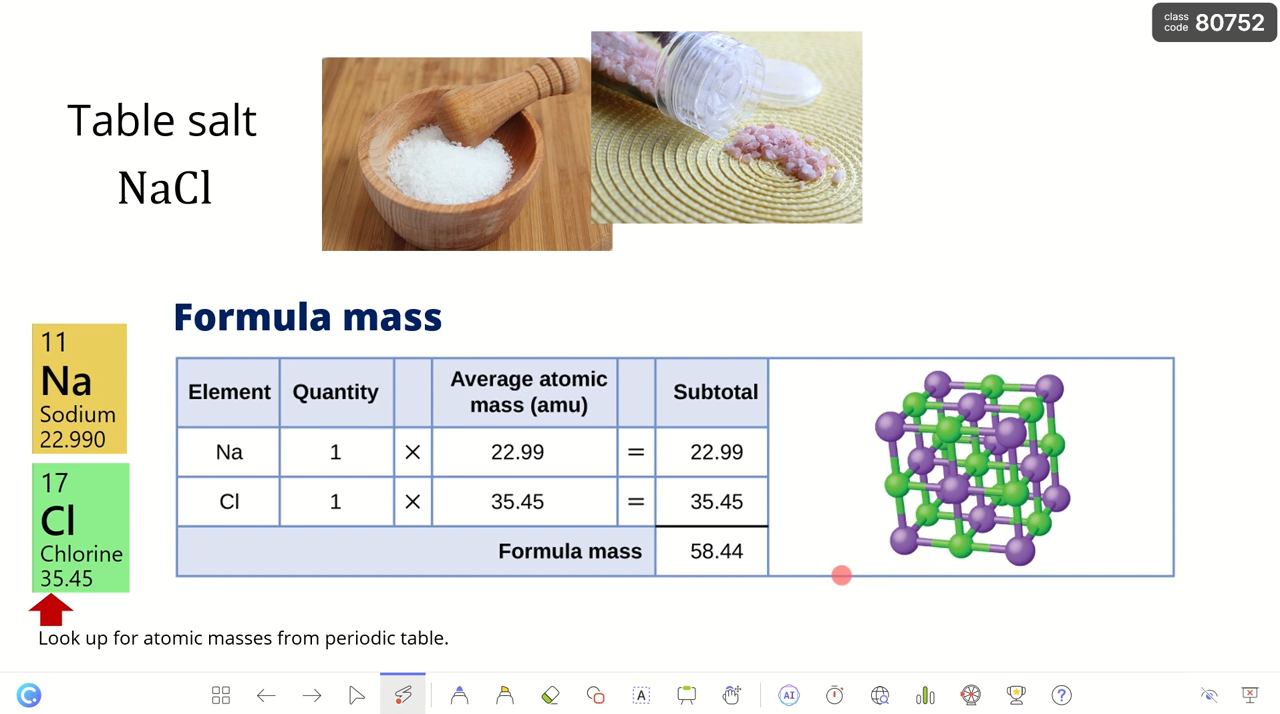 class code 80752
Table salt
NaCl
Formula mass
11
Na
Sodium
22.990
17
Cl
Chlorine
35.45
Element Quantity Average atomic mass (amu) Subtotal
Na 1 × 22.99 = 22.99
Cl 1 × 35.45 = 35.45
Formula mass 58.44
Look up for atomic masses from periodic table.
A
AI
?